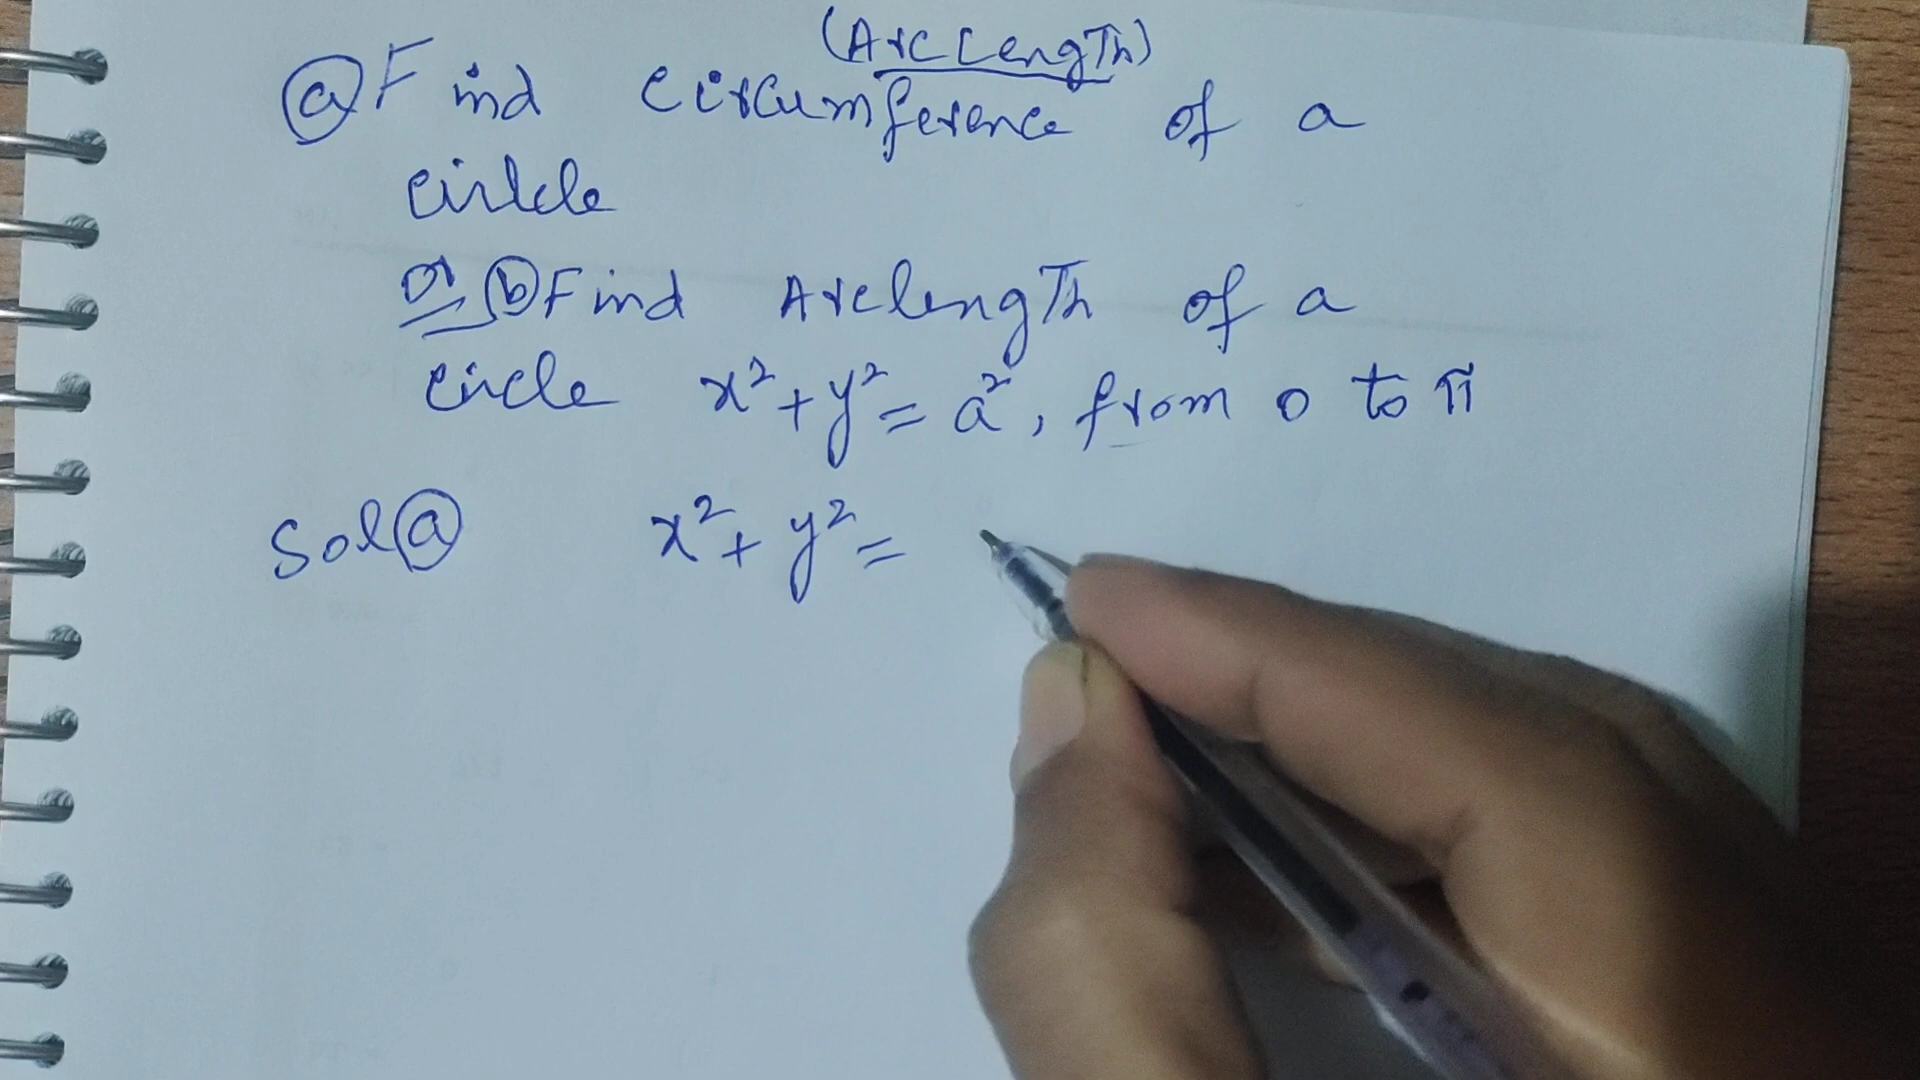 (Arc Length)
ⓐ Find circumference of a
cirlcle
or ⓑ Find Arclength of a
circle x²+y²=a², from 0 to π
Sol ⓐ x²+y²=